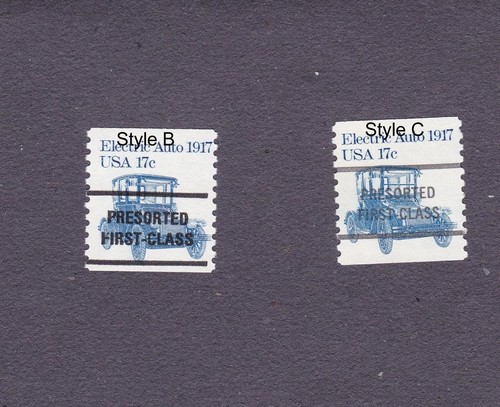 Style B
Electric Auto 1917
USA 17c
PRESORTED
FIRST-CLASS
Style C
Electric Auto 1917
USA 17c
PRESORTED
FIRST-CLASS